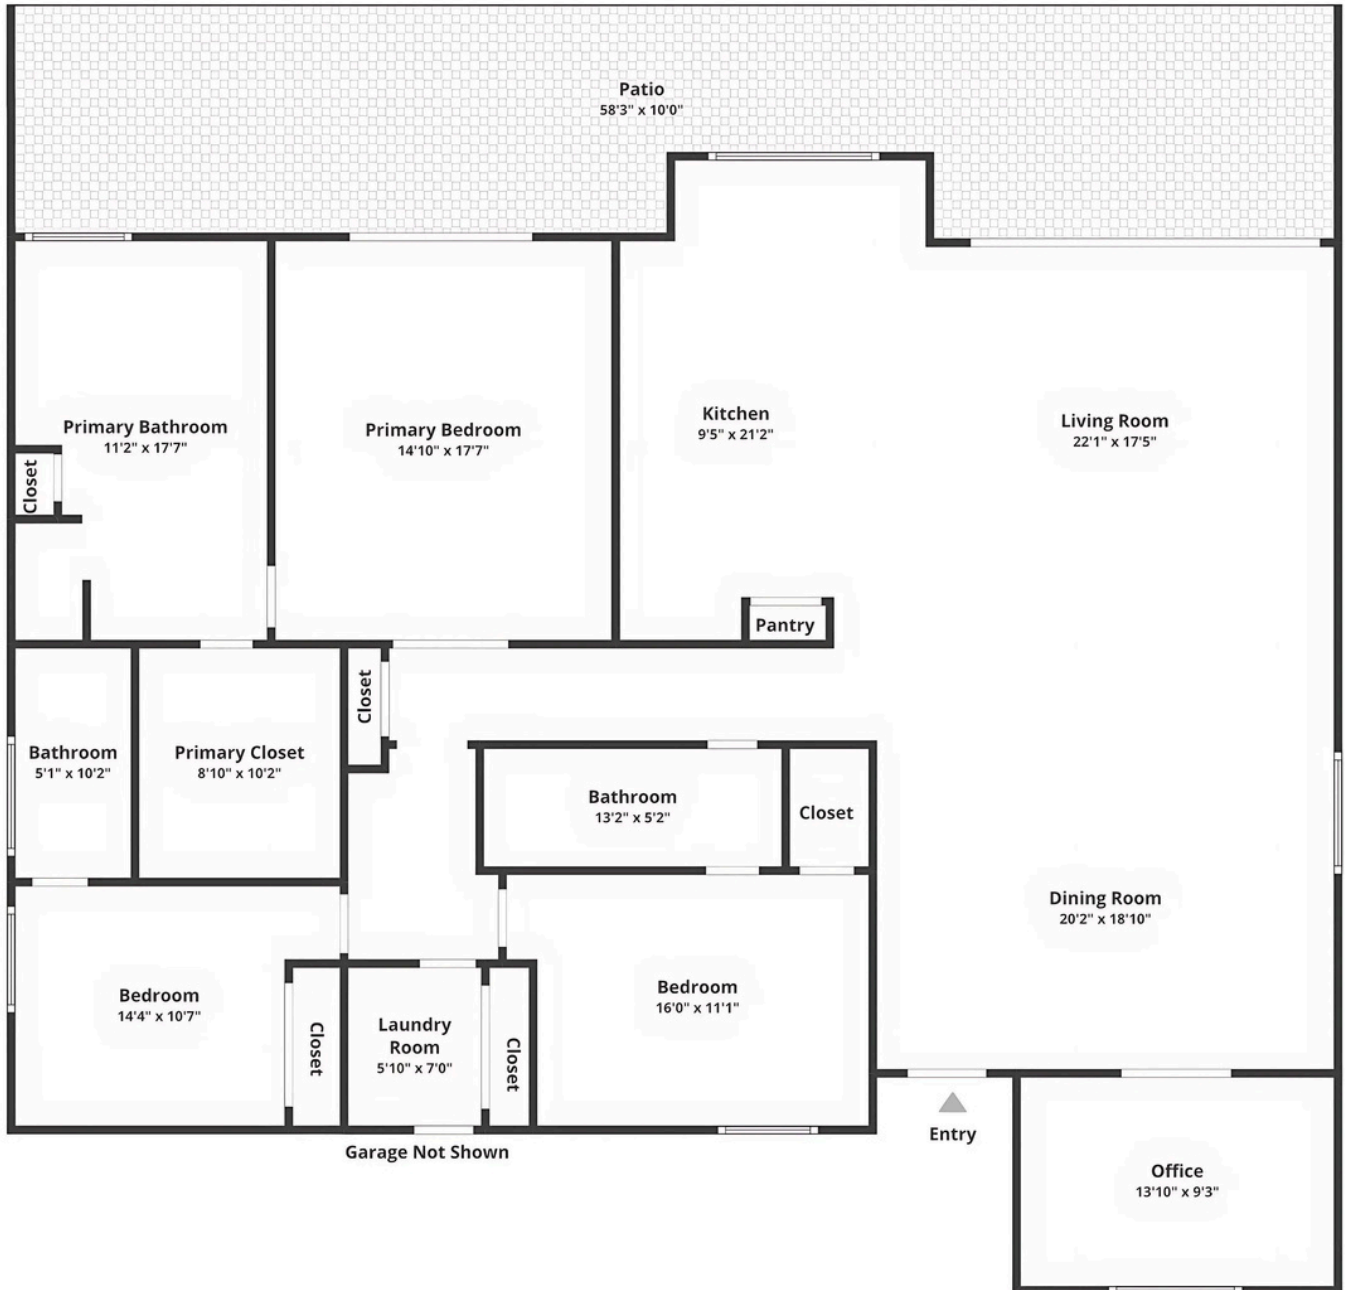 Patio
58'3" x 10'0"
Kitchen
9'5" x 21'2"
Living Room
22'1" x 17'5"
Primary Bathroom
11'2" x 17'7"
Primary Bedroom
14'10" x 17'7"
Closet
Pantry
Closet
Bathroom
5'1" x 10'2"
Primary Closet
8'10" x 10'2"
Bathroom
13'2" x 5'2"
Closet
Dining Room
20'2" x 18'10"
Bedroom
14'4" x 10'7"
Closet
Laundry
Room
5'10" x 7'0"
Closet
Bedroom
16'0" x 11'1"
Entry
Garage Not Shown
Office
13'10" x 9'3"